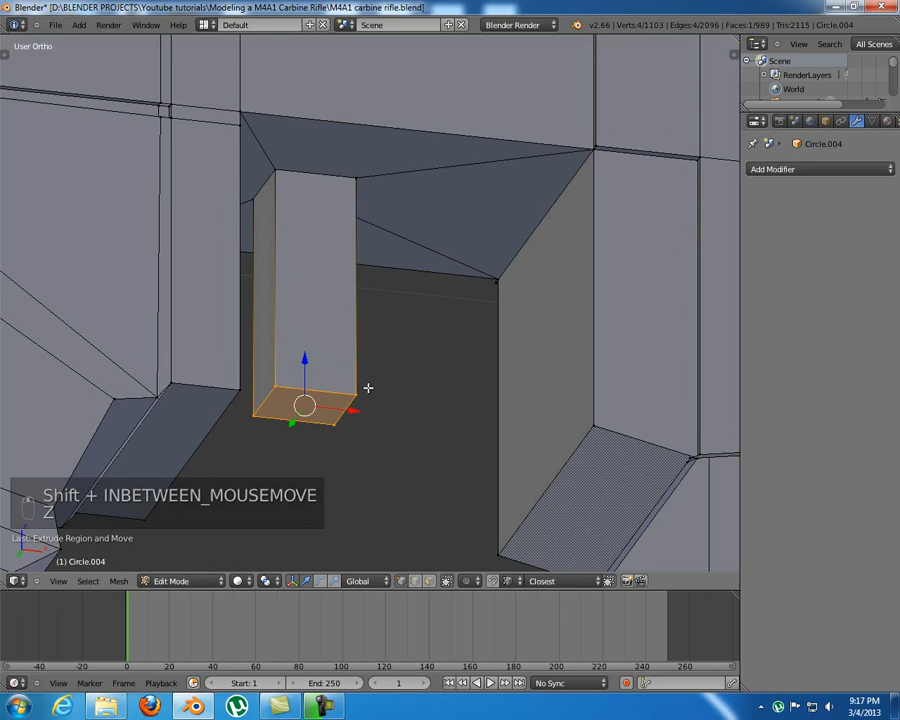 Blender* [D:\BLENDER PROJECTS\Youtube tutorials\Modeling a M4A1 Carbine Rifle\M4A1 carbine rifle.blend]
File Add Render Window Help Default Scene Blender Render v2.66 | Verts:4/1103 | Edges:4/2096 | Faces:1/989 | Tris:2115 | Circle.004
User Ortho
View Search All Scenes
Scene
RenderLayers
World
Circle.004
Add Modifier
Shift + INBETWEEN_MOUSEMOVE
Z
Last: Extrude Region and Move
(1) Circle.004
View Select Mesh Edit Mode Global Closest
-40 -20 0 20 40 60 80 100 120 140 160 180 200 220 240 260 280
View Marker Frame Playback Start: 1 End: 250 1 No Sync
9:17 PM
3/4/2013